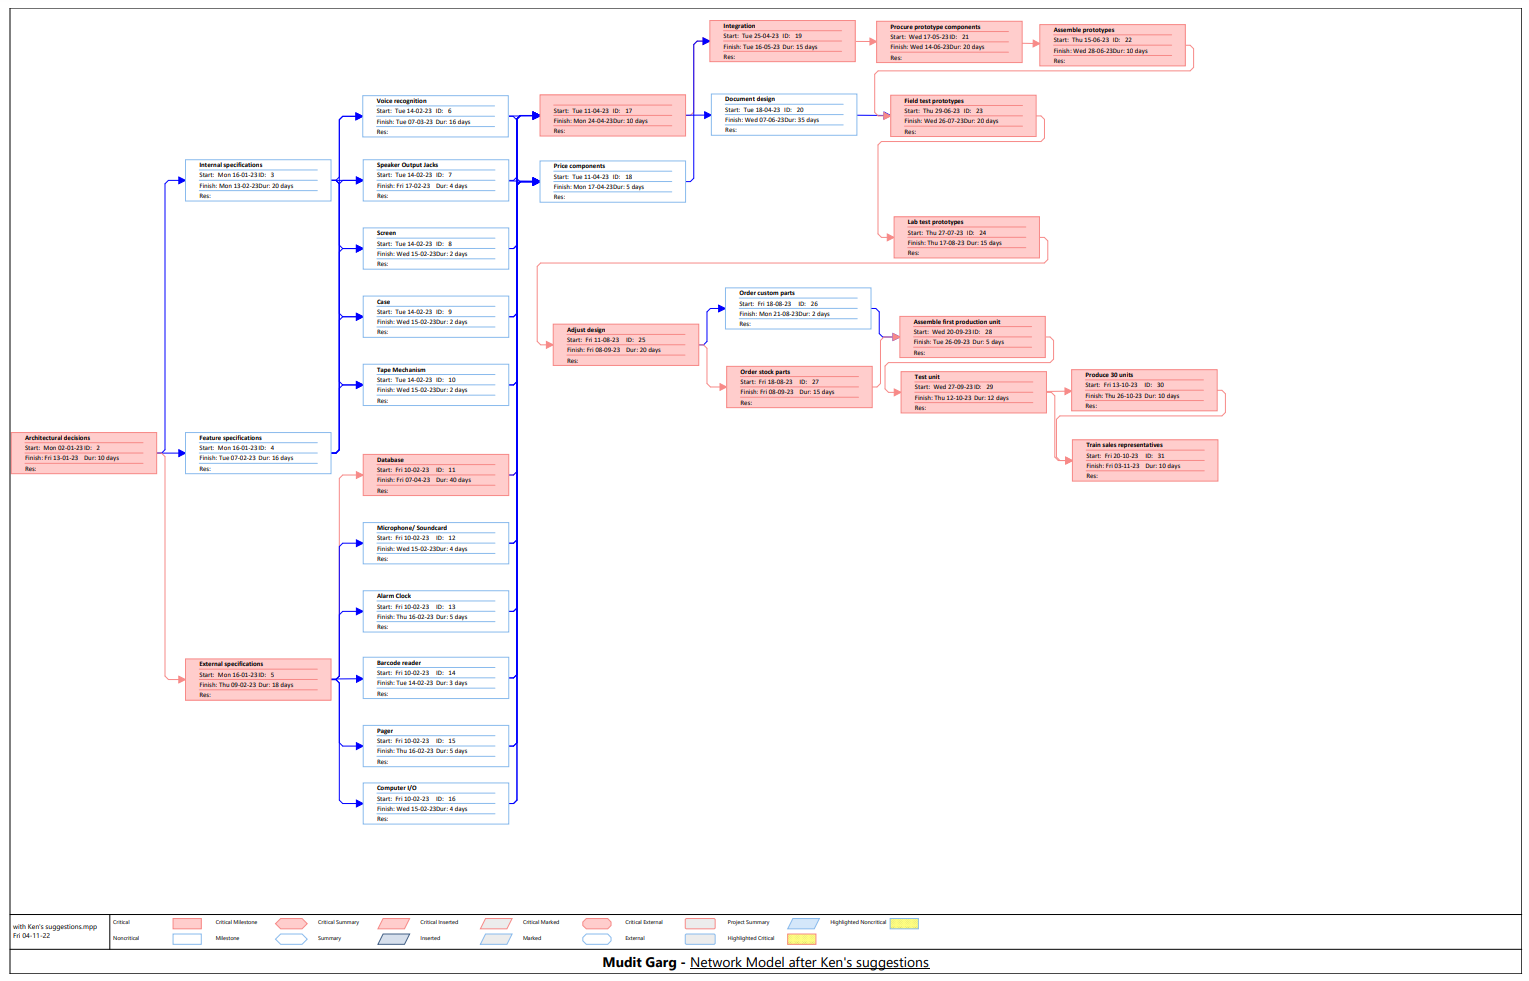 Integration
Start: Tue 25-04-23 ID: 19
Finish: Tue 16-05-23 Dur: 15 days
Res:
Procure prototype components
Start: Wed 17-05-23 ID: 21
Finish: Wed 14-06-23 Dur: 20 days
Res:
Assemble prototypes
Start: Thu 15-06-23 ID: 22
Finish: Wed 28-06-23 Dur: 10 days
Res:
Voice recognition
Start: Tue 14-02-23 ID: 6
Finish: Tue 07-03-23 Dur: 16 days
Res:
Start: Tue 11-04-23 ID: 17
Finish: Mon 24-04-23 Dur: 10 days
Res:
Document design
Start: Tue 18-04-23 ID: 20
Finish: Wed 07-06-23 Dur: 35 days
Res:
Field test prototypes
Start: Thu 29-06-23 ID: 23
Finish: Wed 26-07-23 Dur: 20 days
Res:
Internal specifications
Start: Mon 16-01-23 ID: 3
Finish: Mon 13-02-23 Dur: 20 days
Res:
Speaker Output Jacks
Start: Tue 14-02-23 ID: 7
Finish: Fri 17-02-23 Dur: 4 days
Res:
Price components
Start: Tue 11-04-23 ID: 18
Finish: Mon 17-04-23 Dur: 5 days
Res:
Lab test prototypes
Start: Thu 27-07-23 ID: 24
Finish: Thu 17-08-23 Dur: 15 days
Res:
Screen
Start: Tue 14-02-23 ID: 8
Finish: Wed 15-02-23 Dur: 2 days
Res:
Case
Start: Tue 14-02-23 ID: 9
Finish: Wed 15-02-23 Dur: 2 days
Res:
Order custom parts
Start: Fri 18-08-23 ID: 26
Finish: Mon 21-08-23 Dur: 2 days
Res:
Adjust design
Start: Fri 11-08-23 ID: 25
Finish: Fri 08-09-23 Dur: 20 days
Res:
Assemble first production unit
Start: Wed 20-09-23 ID: 28
Finish: Tue 26-09-23 Dur: 5 days
Res:
Tape Mechanism
Start: Tue 14-02-23 ID: 10
Finish: Wed 15-02-23 Dur: 2 days
Res:
Order stock parts
Start: Fri 18-08-23 ID: 27
Finish: Fri 08-09-23 Dur: 15 days
Res:
Test unit
Start: Wed 27-09-23 ID: 29
Finish: Thu 12-10-23 Dur: 12 days
Res:
Produce 30 units
Start: Fri 13-10-23 ID: 30
Finish: Thu 26-10-23 Dur: 10 days
Res:
Architectural decisions
Start: Mon 02-01-23 ID: 2
Finish: Fri 13-01-23 Dur: 10 days
Res:
Feature specifications
Start: Mon 16-01-23 ID: 4
Finish: Tue 07-02-23 Dur: 16 days
Res:
Train sales representatives
Start: Fri 20-10-23 ID: 31
Finish: Fri 03-11-23 Dur: 10 days
Res:
Database
Start: Fri 10-02-23 ID: 11
Finish: Fri 07-04-23 Dur: 40 days
Res:
Microphone/ Soundcard
Start: Fri 10-02-23 ID: 12
Finish: Wed 15-02-23 Dur: 4 days
Res:
Alarm Clock
Start: Fri 10-02-23 ID: 13
Finish: Thu 16-02-23 Dur: 5 days
Res:
External specifications
Start: Mon 16-01-23 ID: 5
Finish: Thu 09-02-23 Dur: 18 days
Res:
Barcode reader
Start: Fri 10-02-23 ID: 14
Finish: Tue 14-02-23 Dur: 3 days
Res:
Pager
Start: Fri 10-02-23 ID: 15
Finish: Thu 16-02-23 Dur: 5 days
Res:
Computer I/O
Start: Fri 10-02-23 ID: 16
Finish: Wed 15-02-23 Dur: 4 days
Res:
with Ken's suggestions.mpp
Fri 04-11-22
Critical Critical Milestone Critical Summary Critical Inserted Critical Marked Critical External Project Summary Highlighted Noncritical
Noncritical Milestone Summary Inserted Marked External Highlighted Critical
Mudit Garg - Network Model after Ken's suggestions